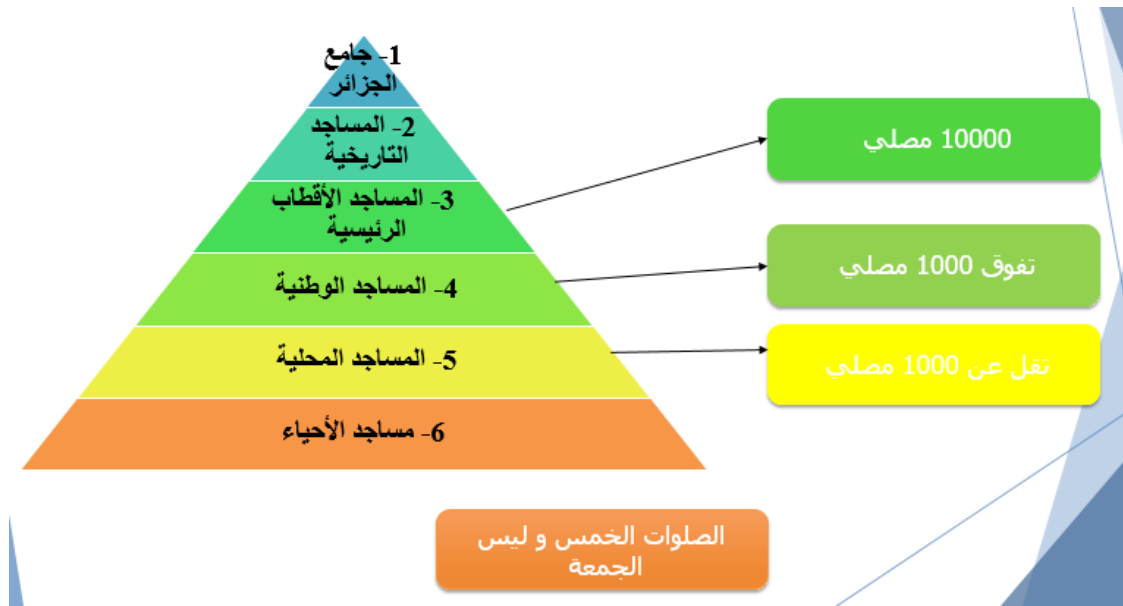 1- جامع
الجزائر
2- المساجد
التاريخية
3- المساجد الأقطاب
الرئيسية
4- المساجد الوطنية
5- المساجد المحلية
6- مساجد الأحياء
10000 مصلي
تفوق 1000 مصلي
تقل عن 1000 مصلي
الصلوات الخمس و ليس
الجمعة